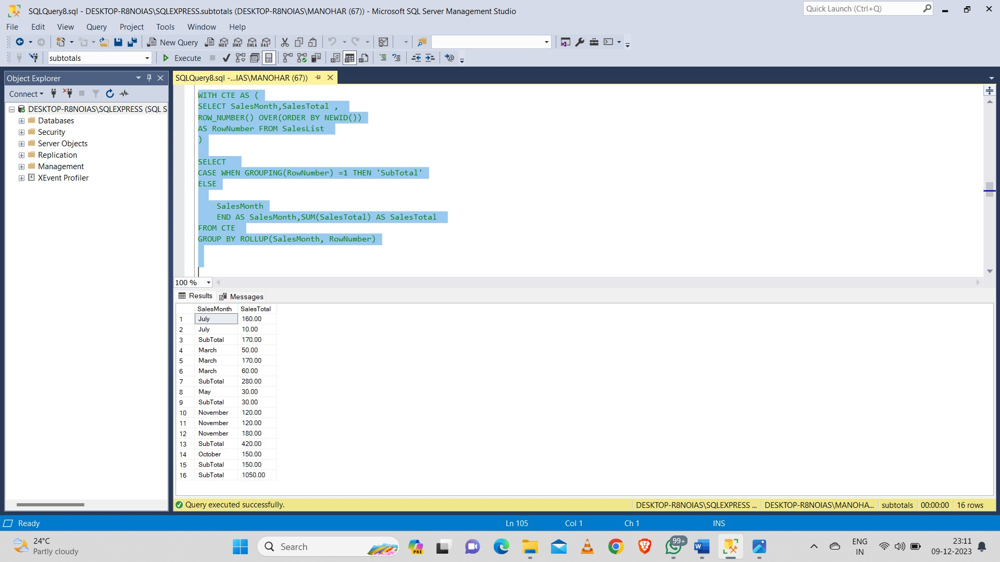 SQLQuery8.sql - DESKTOP-R8NOIAS\SQLEXPRESS.subtotals (DESKTOP-R8NOIAS\MANOHAR (67)) - Microsoft SQL Server Management Studio
Quick Launch (Ctrl+Q)
File Edit View Query Project Tools Window Help
New Query MDX DMX XMLA DAX
subtotals Execute
Object Explorer
SQLQuery8.sql -...IAS\MANOHAR (67))
Connect
DESKTOP-R8NOIAS\SQLEXPRESS (SQL S
Databases
Security
Server Objects
Replication
Management
XEvent Profiler
WITH CTE AS (
SELECT SalesMonth,SalesTotal ,
ROW_NUMBER() OVER(ORDER BY NEWID())
AS RowNumber FROM SalesList
)
SELECT
CASE WHEN GROUPING(RowNumber) =1 THEN 'SubTotal'
ELSE
SalesMonth
END AS SalesMonth,SUM(SalesTotal) AS SalesTotal
FROM CTE
GROUP BY ROLLUP(SalesMonth, RowNumber)
100 %
Results Messages
SalesMonth SalesTotal
1 July 160.00
2 July 10.00
3 SubTotal 170.00
4 March 50.00
5 March 170.00
6 March 60.00
7 SubTotal 280.00
8 May 30.00
9 SubTotal 30.00
10 November 120.00
11 November 120.00
12 November 180.00
13 SubTotal 420.00
14 October 150.00
15 SubTotal 150.00
16 SubTotal 1050.00
Query executed successfully. DESKTOP-R8NOIAS\SQLEXPRESS ... DESKTOP-R8NOIAS\MANOHA... subtotals 00:00:00 16 rows
Ready Ln 105 Col 1 Ch 1 INS
24°C
Partly cloudy
Search
PRE
99+
ENG
IN
23:11
09-12-2023